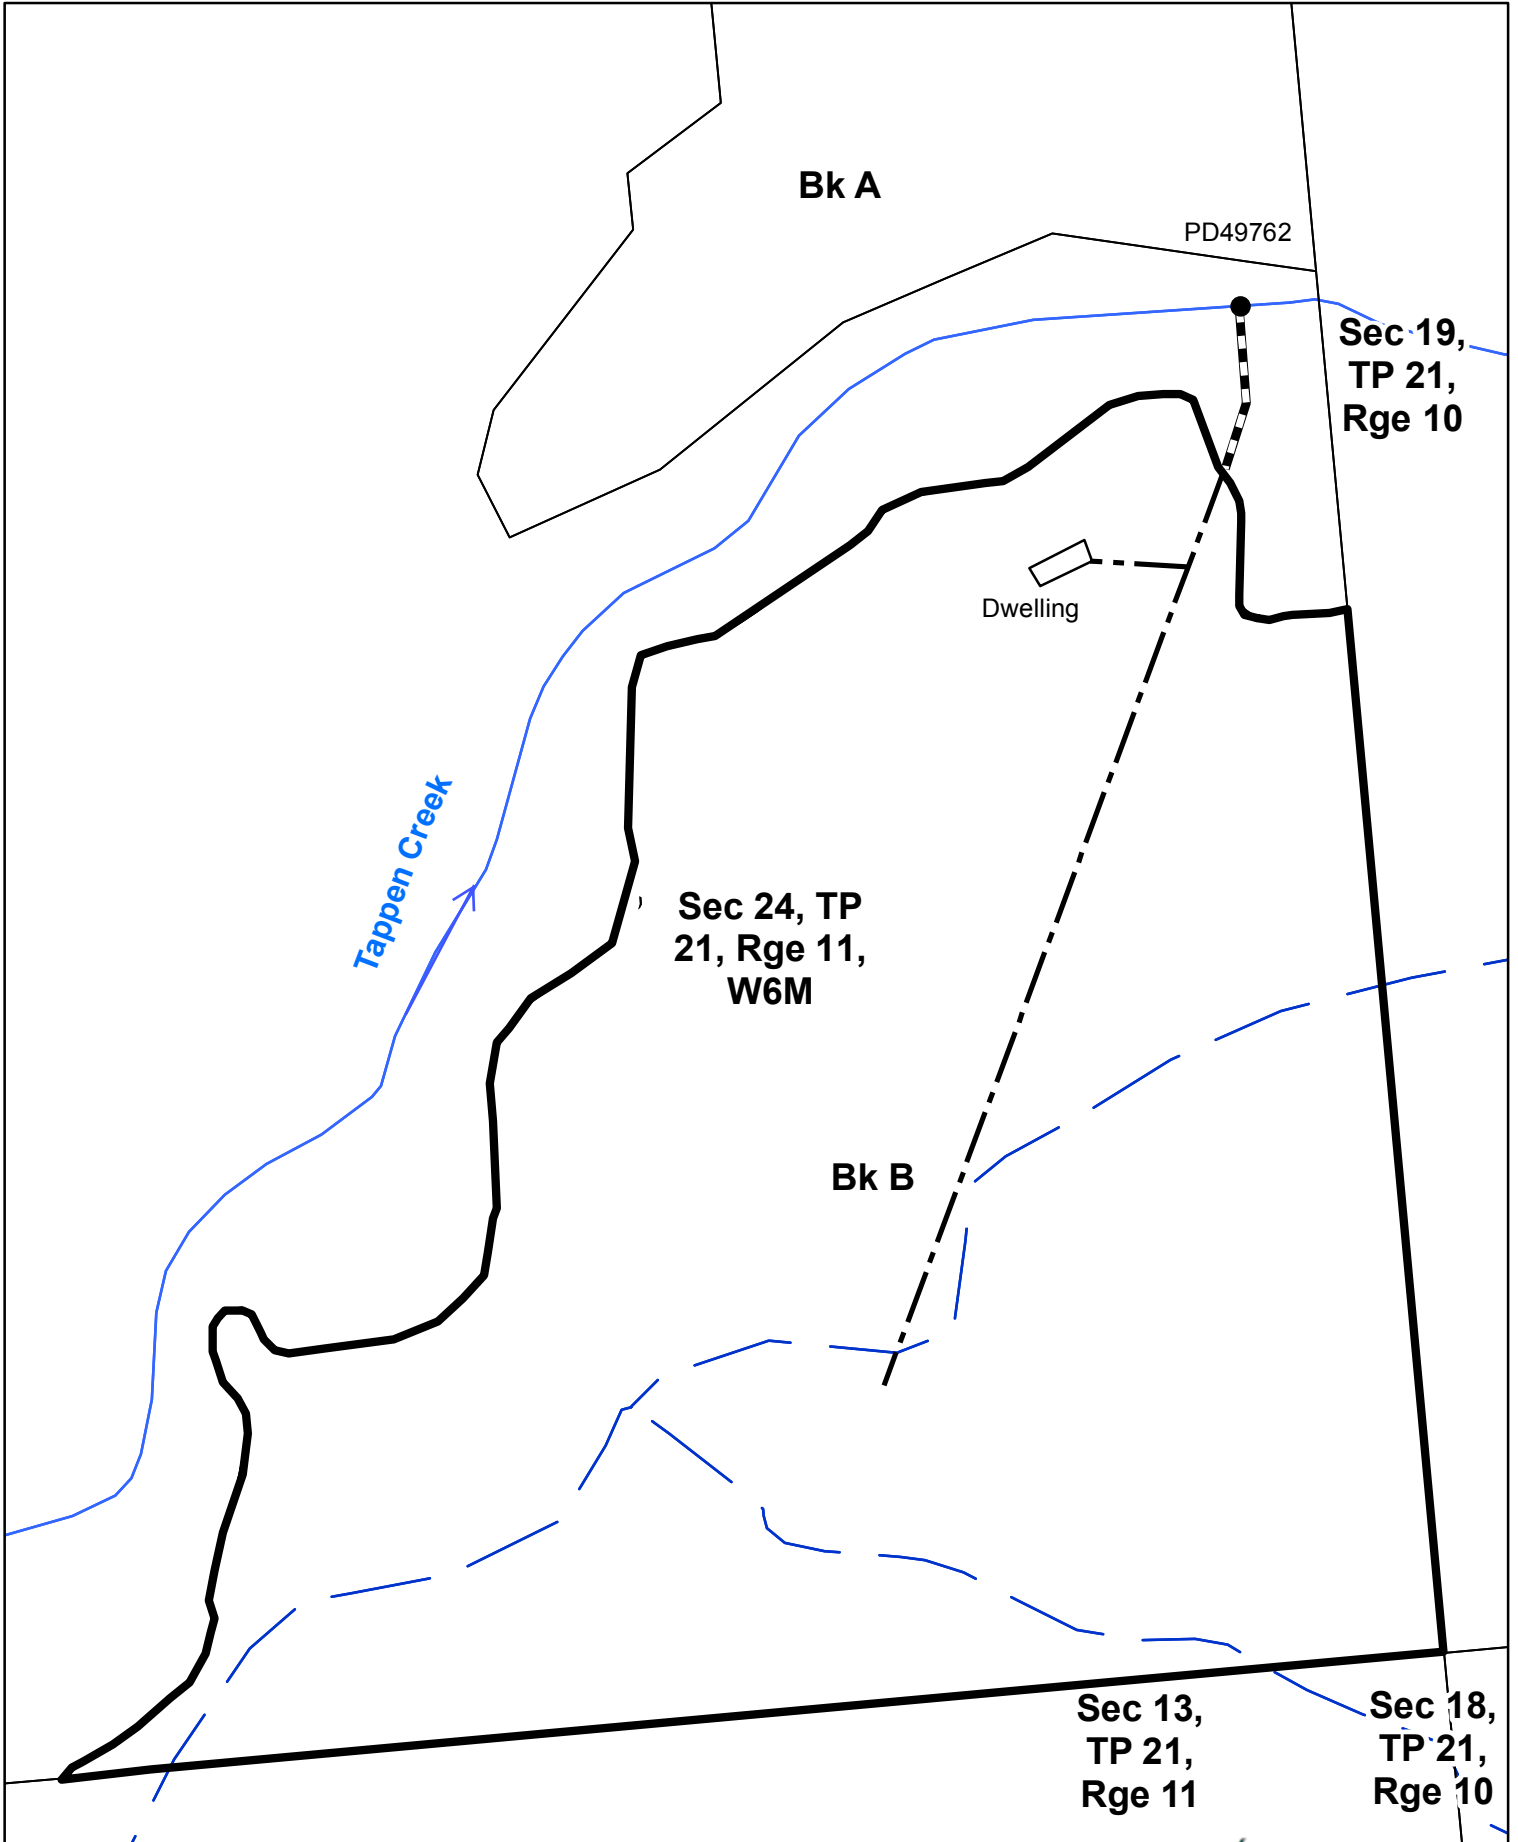 Bk A
PD49762
Sec 19,
TP 21,
Rge 10
Dwelling
Tappen Creek
Sec 24, TP
21, Rge 11,
W6M
Bk B
Sec 13,
TP 21,
Rge 11
Sec 18,
TP 21,
Rge 10